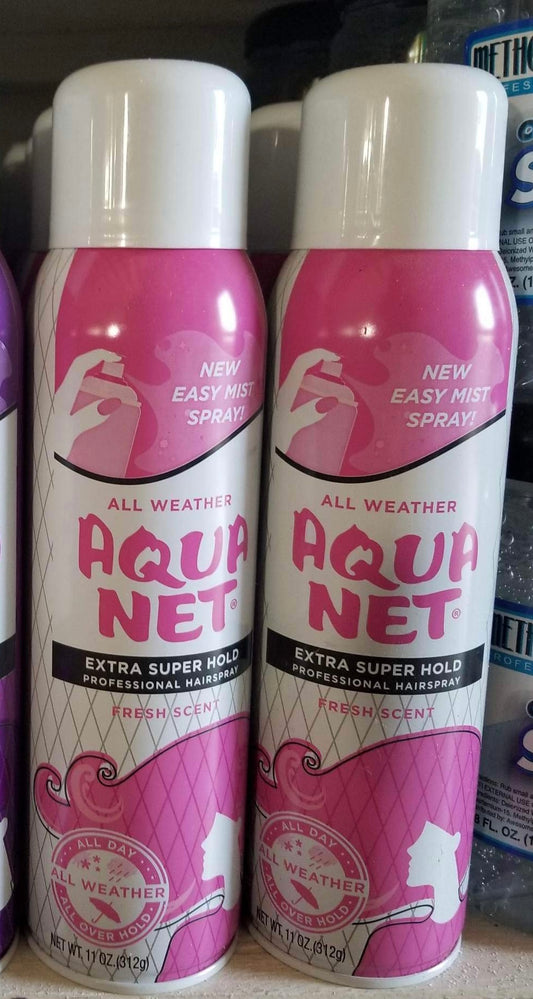 NEW
EASY MIST
SPRAY!
ALL WEATHER
AQUA
NET®
EXTRA SUPER HOLD
PROFESSIONAL HAIRSPRAY
FRESH SCENT
ALL DAY
ALL WEATHER
ALL OVER HOLD
NET WT. 11 OZ. (312g)
NEW
EASY MIST
SPRAY!
ALL WEATHER
AQUA
NET®
EXTRA SUPER HOLD
PROFESSIONAL HAIRSPRAY
FRESH SCENT
ALL DAY
ALL WEATHER
ALL OVER HOLD
NET WT. 11 OZ. (312g)